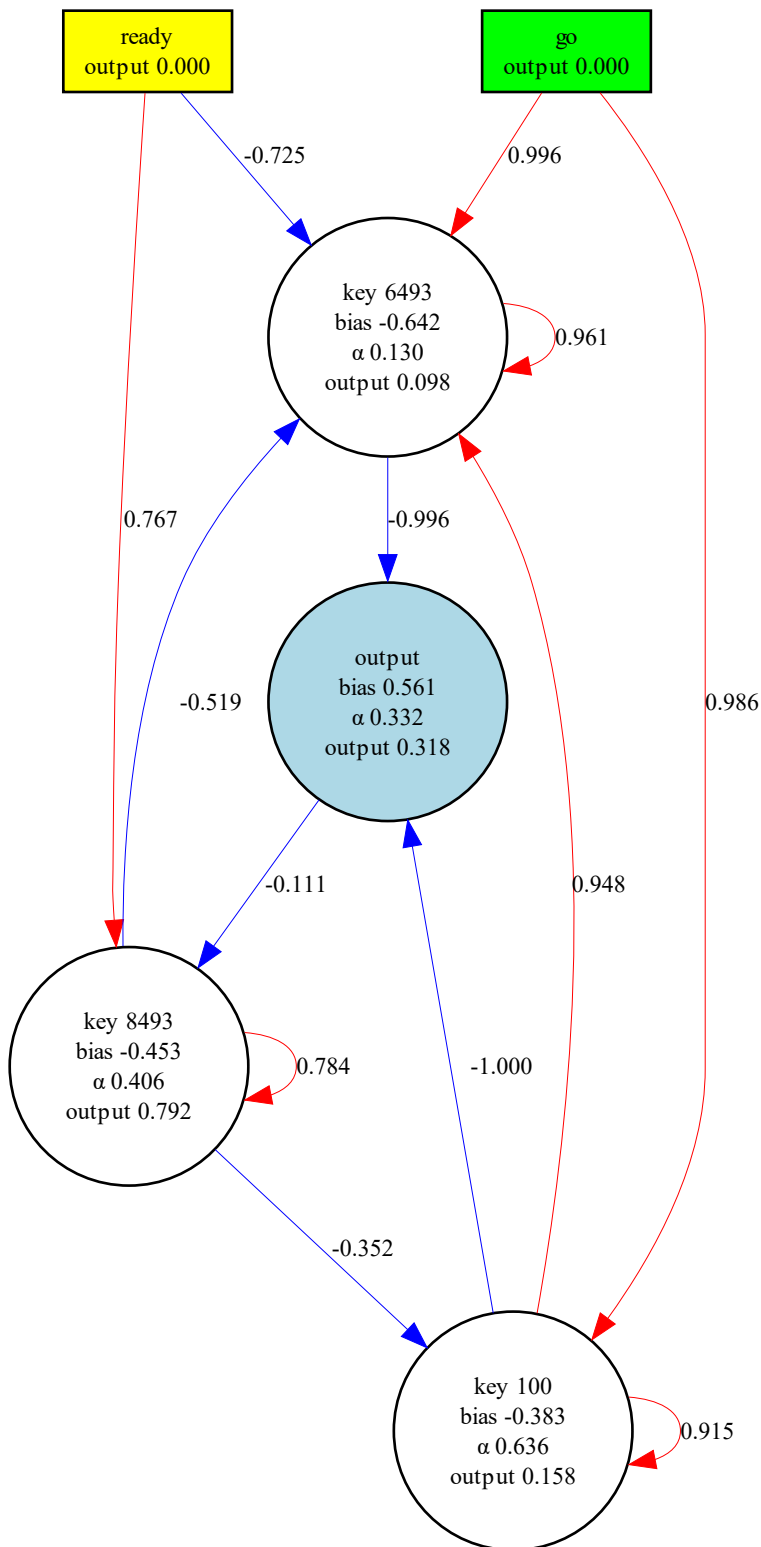 ready
output 0.000
go
output 0.000
-0.725
0.996
key 6493
bias -0.642
α 0.130
output 0.098
0.961
0.767
-0.996
output
bias 0.561
α 0.332
output 0.318
-0.519
0.986
-0.111
0.948
key 8493
bias -0.453
α 0.406
output 0.792
0.784
-1.000
-0.352
key 100
bias -0.383
α 0.636
output 0.158
0.915